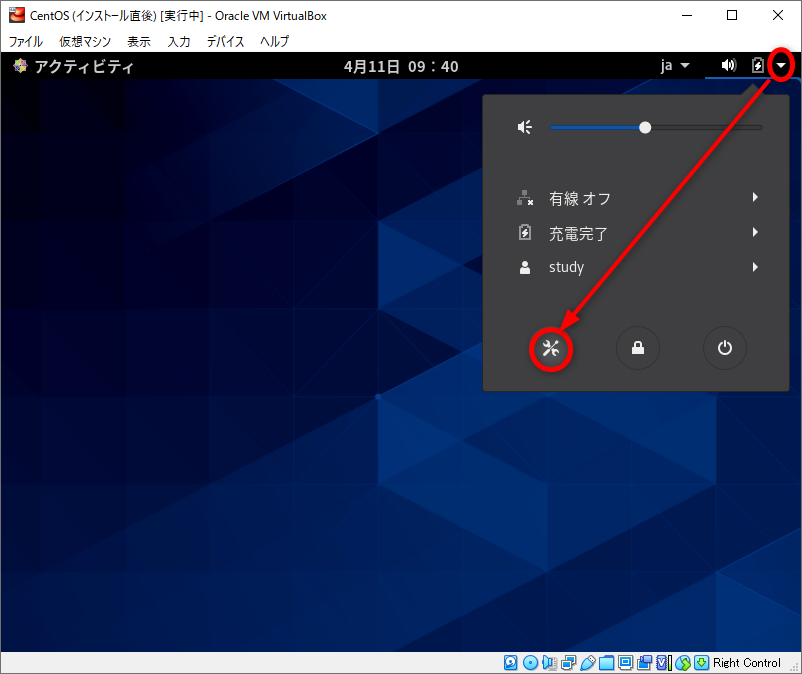 CentOS (インストール直後) [実行中] - Oracle VM VirtualBox
ファイル 仮想マシン 表示 入力 デバイス ヘルプ
アクティビティ 4月11日 09：40 ja
有線 オフ
充電完了
study
Right Control